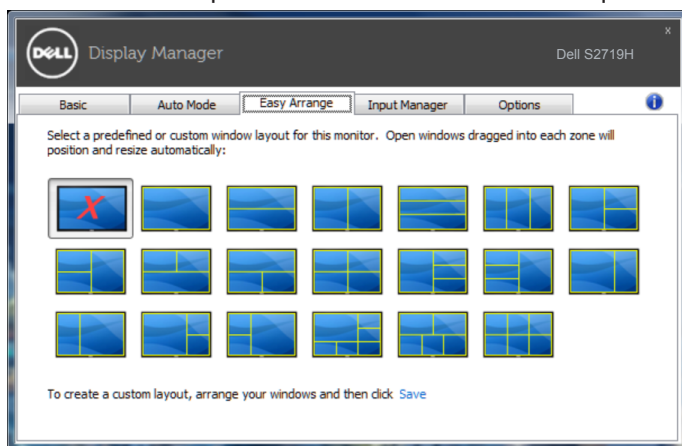 DELL Display Manager
x
Dell S2719H
Basic Auto Mode Easy Arrange Input Manager Options
Select a predefined or custom window layout for this monitor. Open windows dragged into each zone will
position and resize automatically:
X
To create a custom layout, arrange your windows and then click Save